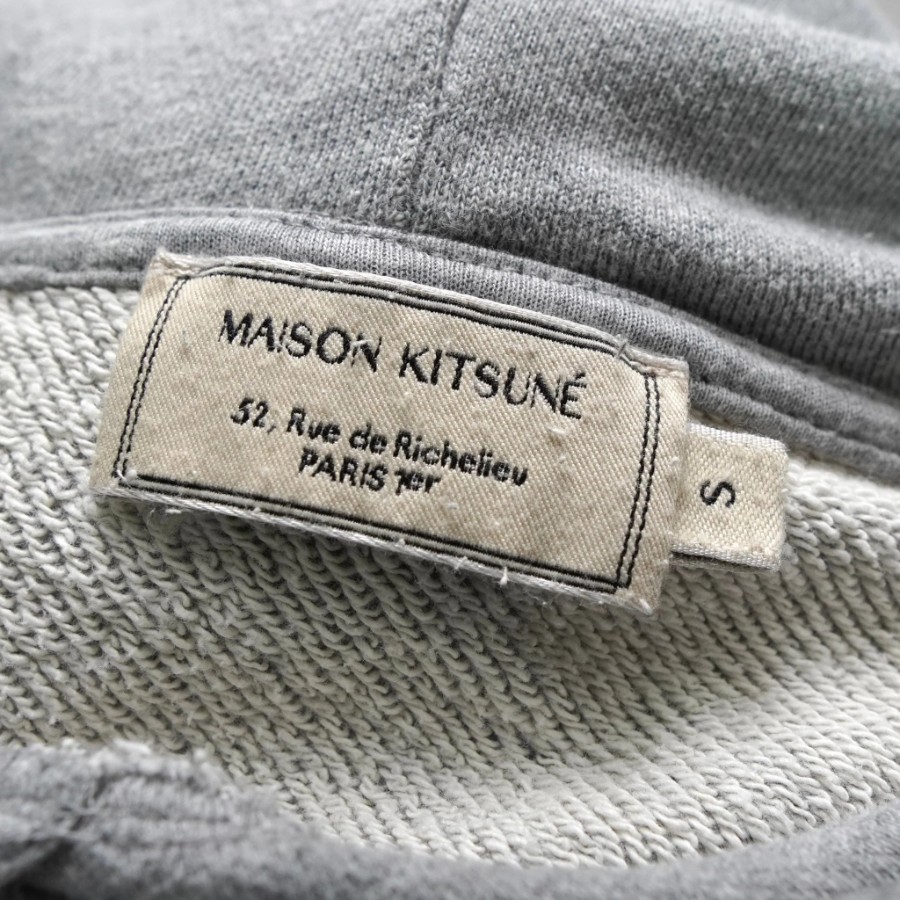 MAISON KITSUNÉ
52, Rue de Richelieu
PARIS 1er
S